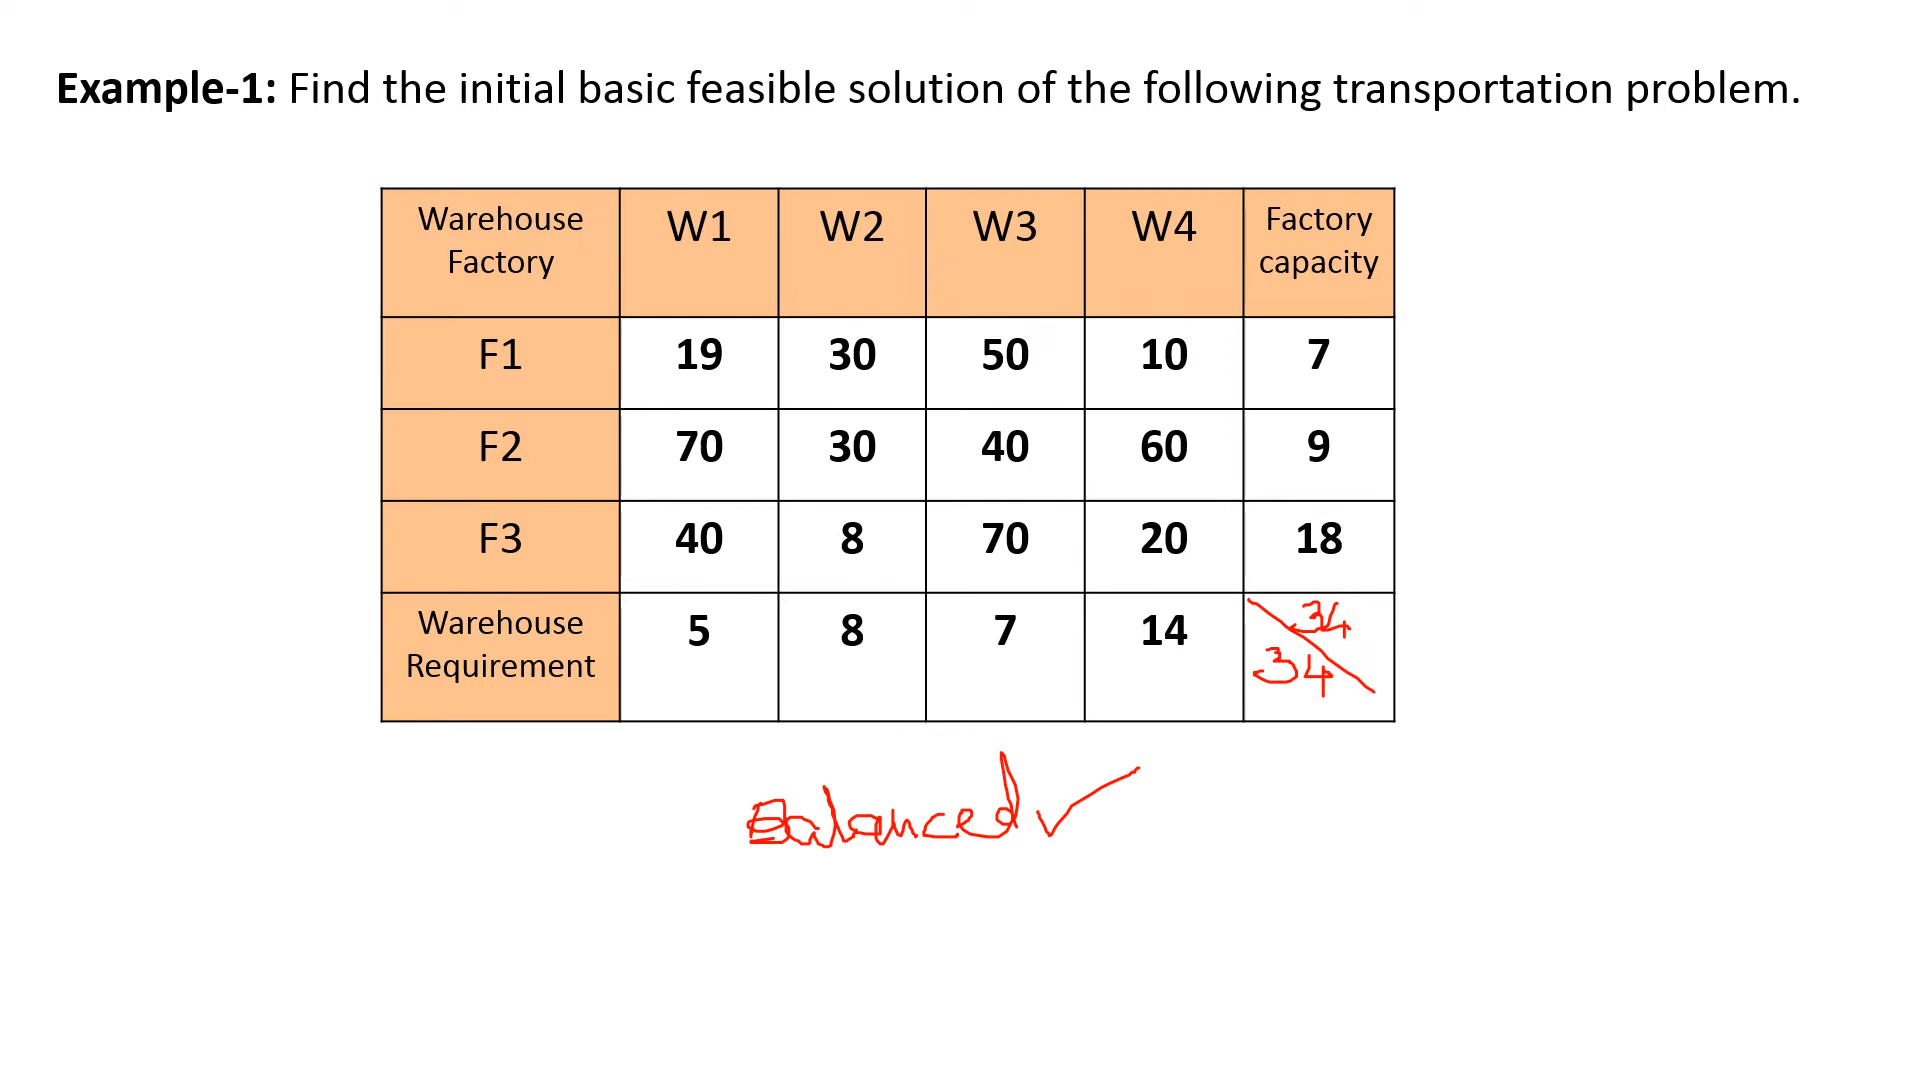 Example-1: Find the initial basic feasible solution of the following transportation problem.
Warehouse Factory W1 W2 W3 W4 Factory capacity
F1 19 30 50 10 7
F2 70 30 40 60 9
F3 40 8 70 20 18
Warehouse Requirement 5 8 7 14 34 34
Balanced ✓